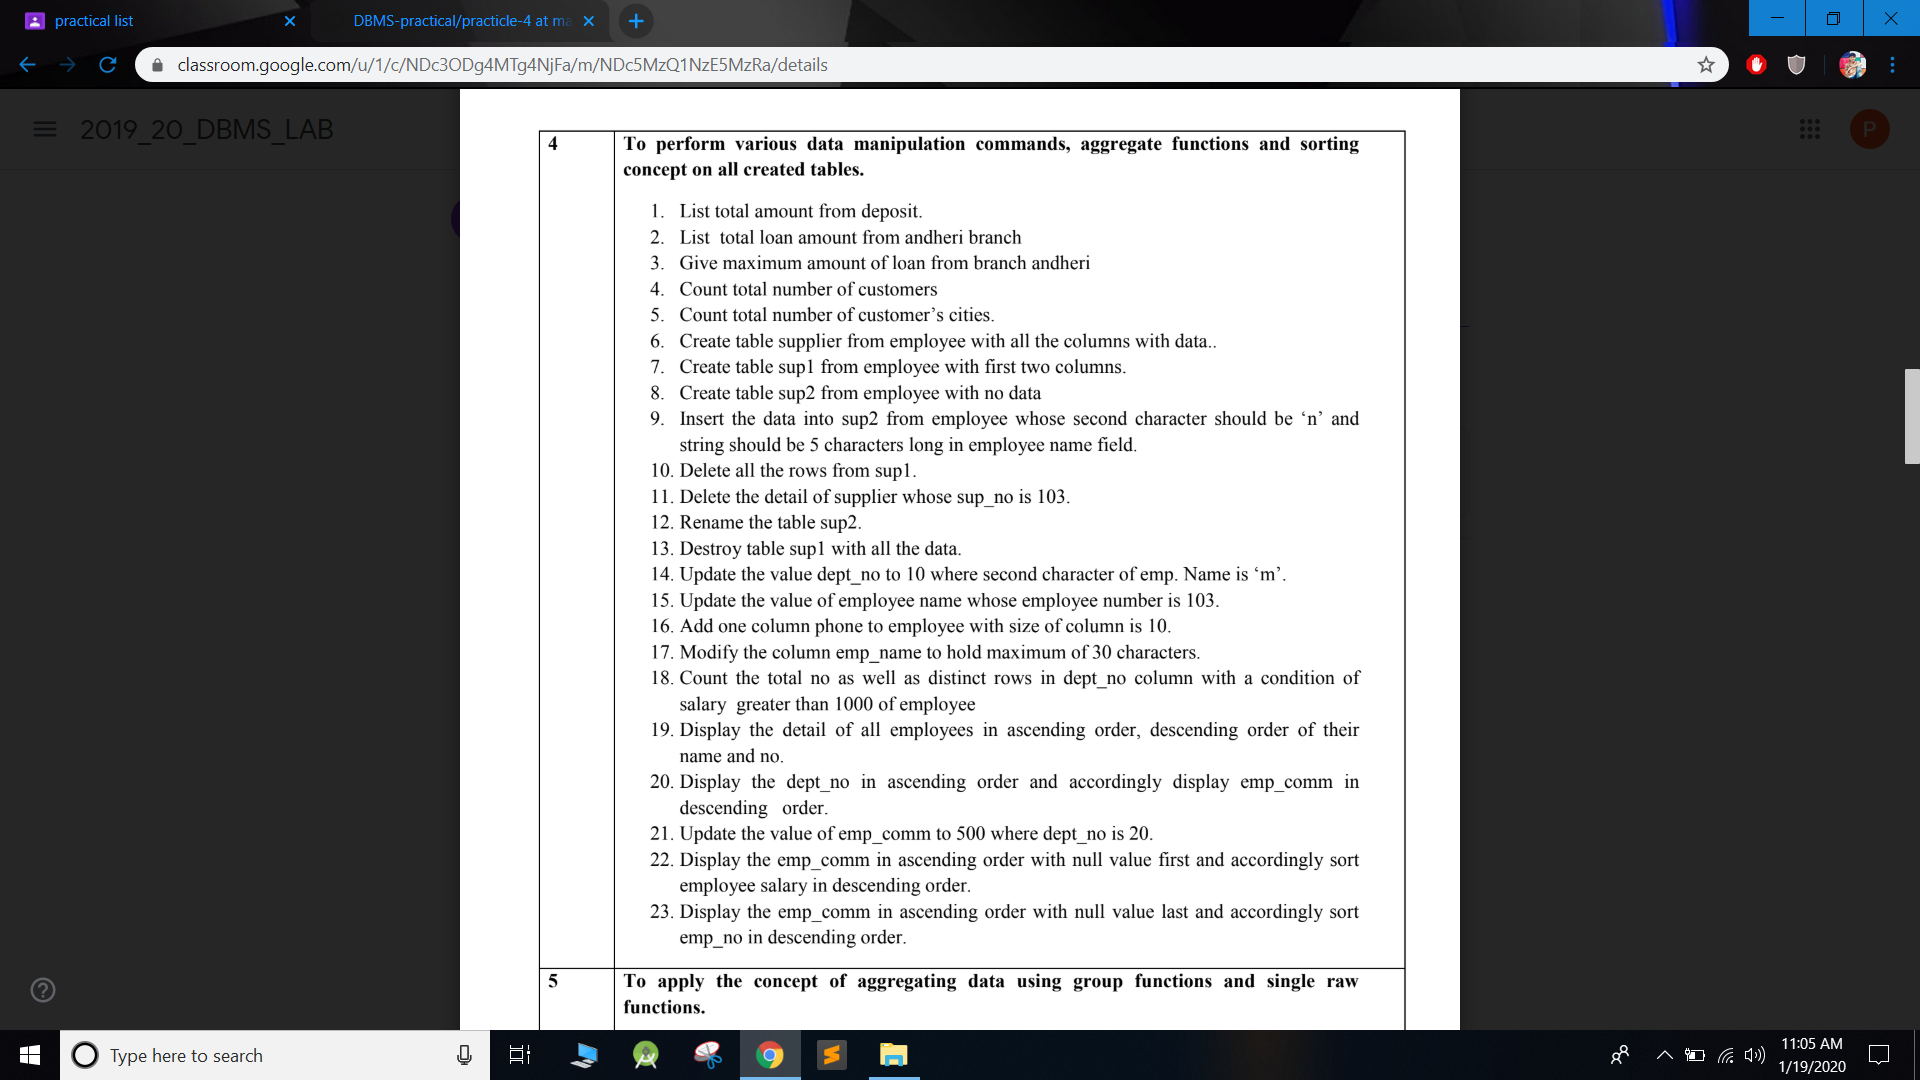 practical list
DBMS-practical/practicle-4 at ma
classroom.google.com/u/1/c/NDc3ODg4MTg4NjFa/m/NDc5MzQ1NzE5MzRa/details
2019_20_DBMS_LAB
P
4
To perform various data manipulation commands, aggregate functions and sorting
concept on all created tables.
1. List total amount from deposit.
2. List total loan amount from andheri branch
3. Give maximum amount of loan from branch andheri
4. Count total number of customers
5. Count total number of customer’s cities.
6. Create table supplier from employee with all the columns with data..
7. Create table sup1 from employee with first two columns.
8. Create table sup2 from employee with no data
9. Insert the data into sup2 from employee whose second character should be ‘n’ and
string should be 5 characters long in employee name field.
10. Delete all the rows from sup1.
11. Delete the detail of supplier whose sup_no is 103.
12. Rename the table sup2.
13. Destroy table sup1 with all the data.
14. Update the value dept_no to 10 where second character of emp. Name is ‘m’.
15. Update the value of employee name whose employee number is 103.
16. Add one column phone to employee with size of column is 10.
17. Modify the column emp_name to hold maximum of 30 characters.
18. Count the total no as well as distinct rows in dept_no column with a condition of
salary greater than 1000 of employee
19. Display the detail of all employees in ascending order, descending order of their
name and no.
20. Display the dept_no in ascending order and accordingly display emp_comm in
descending order.
21. Update the value of emp_comm to 500 where dept_no is 20.
22. Display the emp_comm in ascending order with null value first and accordingly sort
employee salary in descending order.
23. Display the emp_comm in ascending order with null value last and accordingly sort
emp_no in descending order.
5
To apply the concept of aggregating data using group functions and single raw
functions.
Type here to search
11:05 AM
1/19/2020